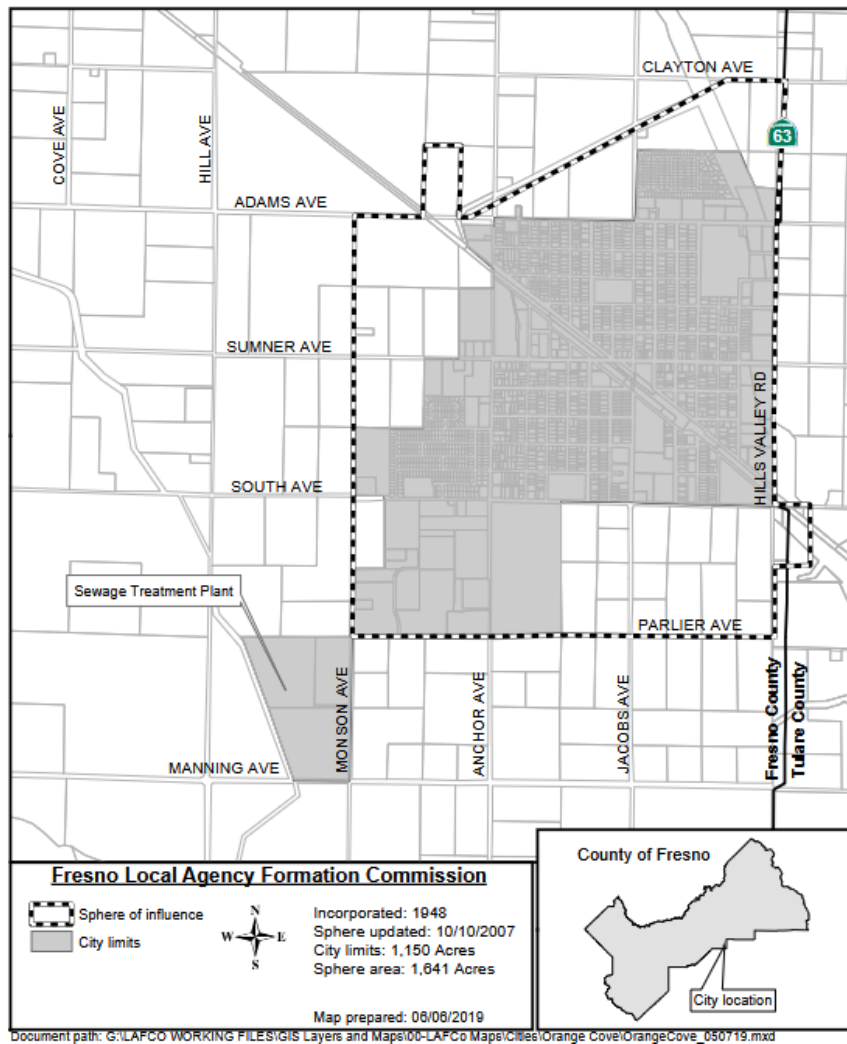 CLAYTON AVE
63
COVE AVE
HILL AVE
ADAMS AVE
SUMNER AVE
HILLS VALLEY RD
SOUTH AVE
Sewage Treatment Plant
PARLIER AVE
MONSON AVE
ANCHOR AVE
JACOBS AVE
Fresno County
Tulare County
MANNING AVE
Fresno Local Agency Formation Commission
Sphere of influence
City limits
N
W E
S
Incorporated: 1948
Sphere updated: 10/10/2007
City limits: 1,150 Acres
Sphere area: 1,641 Acres
Map prepared: 06/06/2019
County of Fresno
City location
Document path: G:\LAFCO WORKING FILES\GIS Layers and Maps\00-LAFCo Maps\Cities\Orange Cove\OrangeCove_050719.mxd